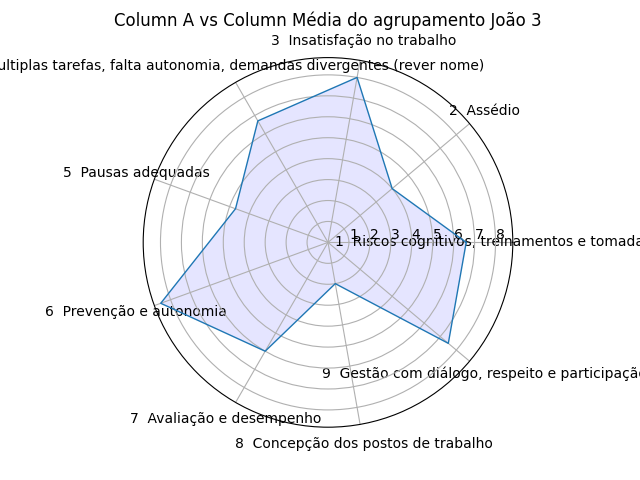 Column A vs Column Média do agrupamento João 3
3  Insatisfação no trabalho
tiplas tarefas, falta autonomia, demandas divergentes (rever nome)
2  Assédio
5  Pausas adequadas
1 2 3 4 5 6 7 8
1  Riscos cognitivos, treinamentos e tomada
6  Prevenção e autonomia
9  Gestão com diálogo, respeito e participação
7  Avaliação e desempenho
8  Concepção dos postos de trabalho